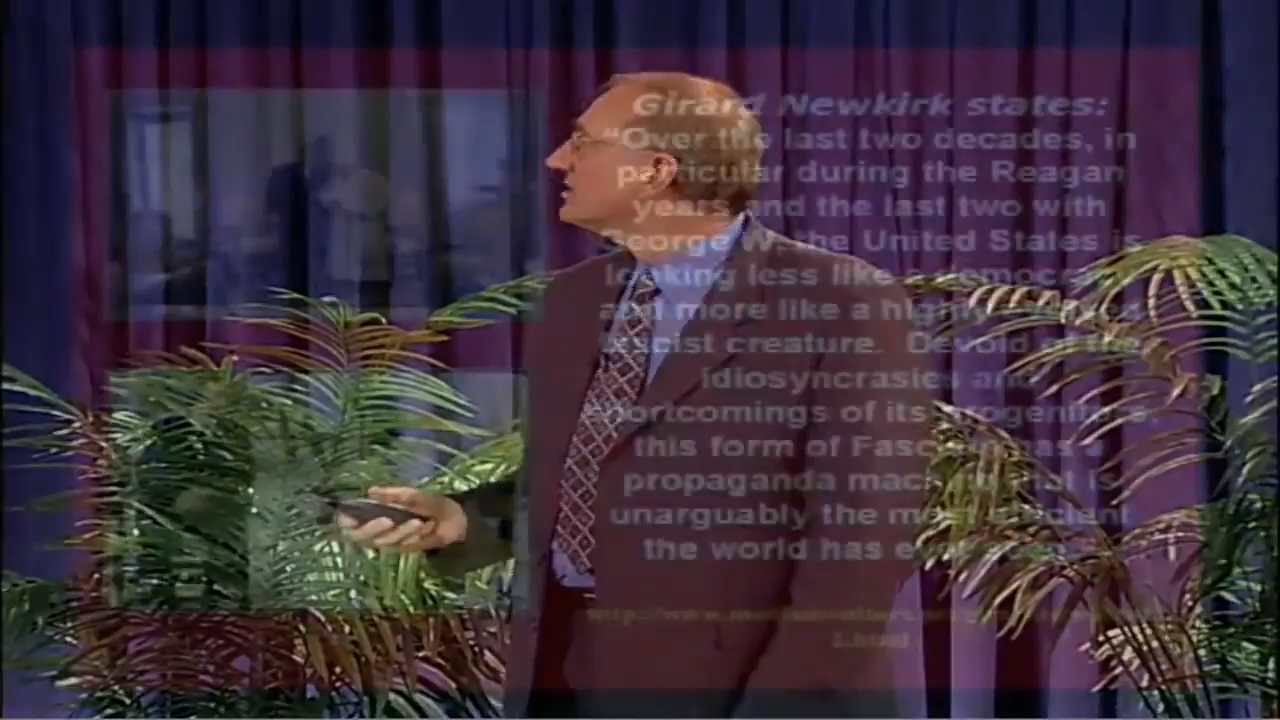 Girard Newkirk states:
"Over the last two decades, in
particular during the Reagan
years and the last two with
George W. the United States is
looking less like a democracy
and more like a highly
fascist creature. Devoid of the
idiosyncrasies and
shortcomings of its progenitors,
this form of Fascism has a
propaganda machine that is
unarguably the most efficient
the world has ever seen.